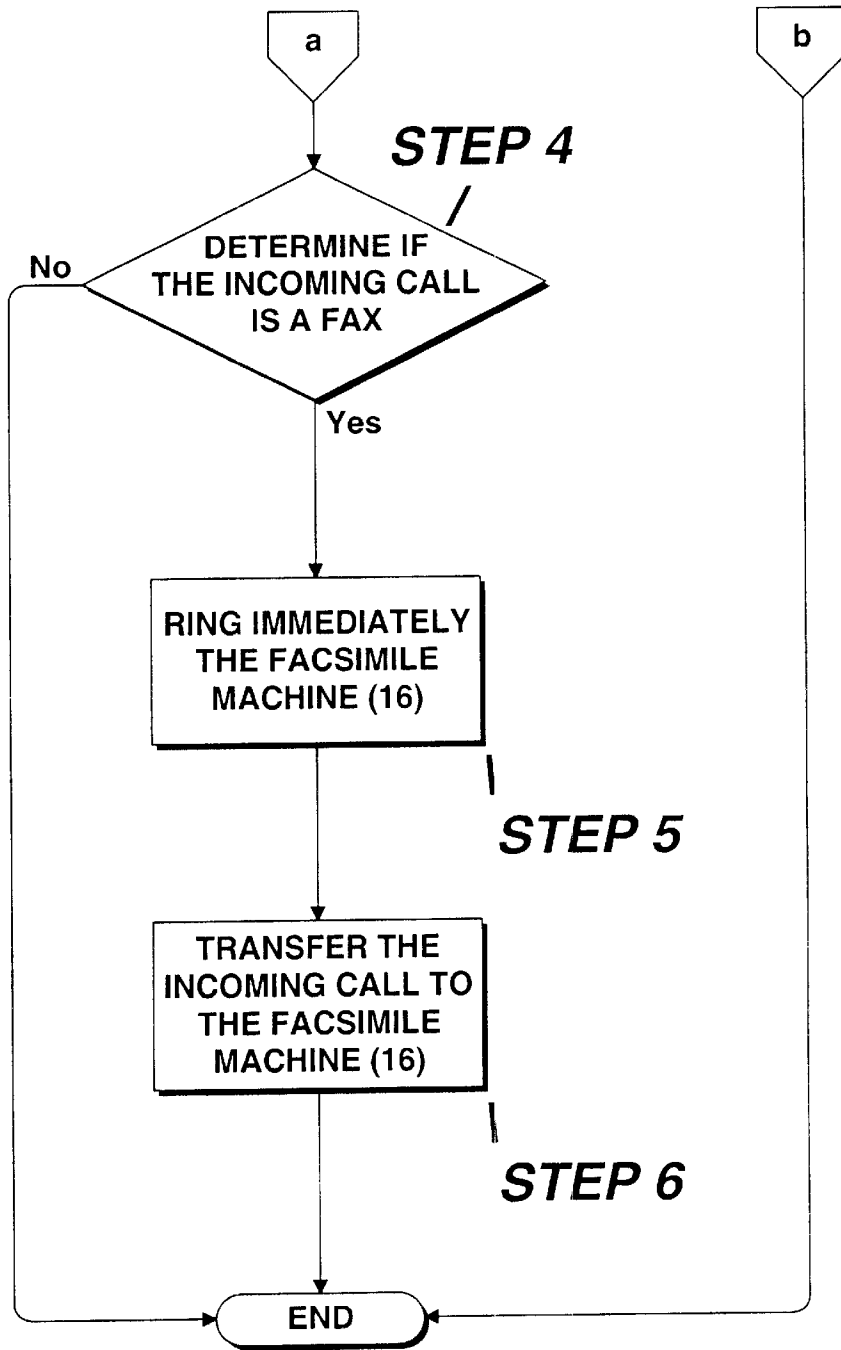 a
b
STEP 4
DETERMINE IF
THE INCOMING CALL
IS A FAX
No
Yes
RING IMMEDIATELY
THE FACSIMILE
MACHINE (16)
STEP 5
TRANSFER THE
INCOMING CALL TO
THE FACSIMILE
MACHINE (16)
STEP 6
END